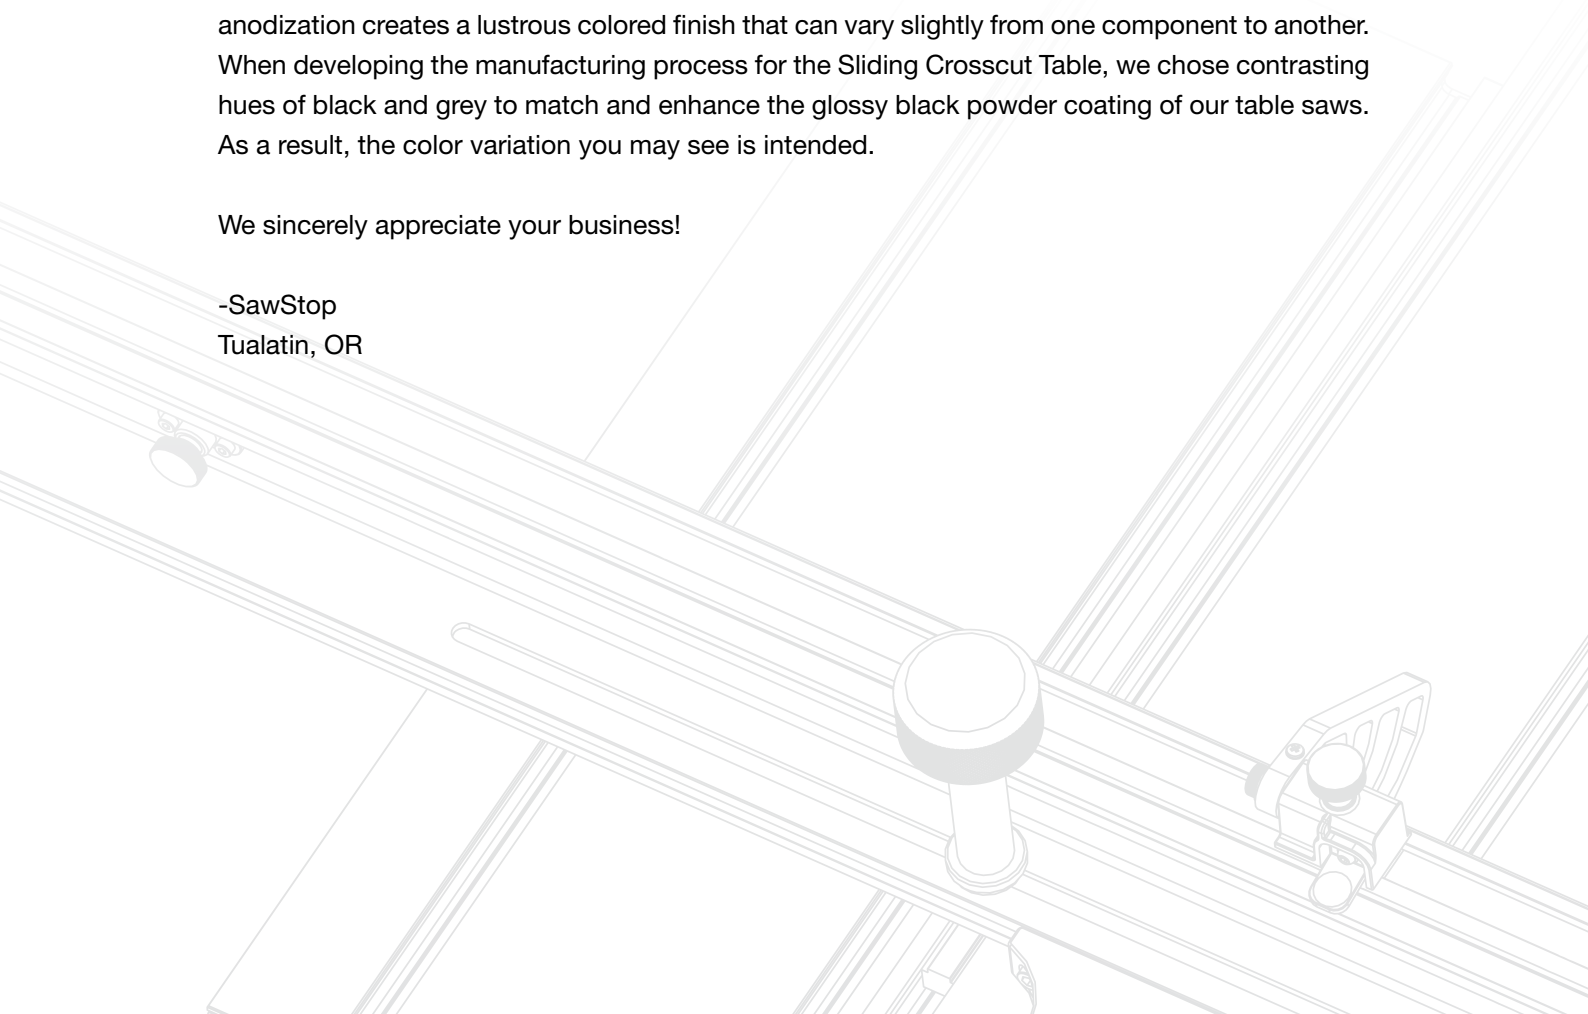 anodization creates a lustrous colored finish that can vary slightly from one component to another.
When developing the manufacturing process for the Sliding Crosscut Table, we chose contrasting
hues of black and grey to match and enhance the glossy black powder coating of our table saws.
As a result, the color variation you may see is intended.
We sincerely appreciate your business!
-SawStop
Tualatin, OR